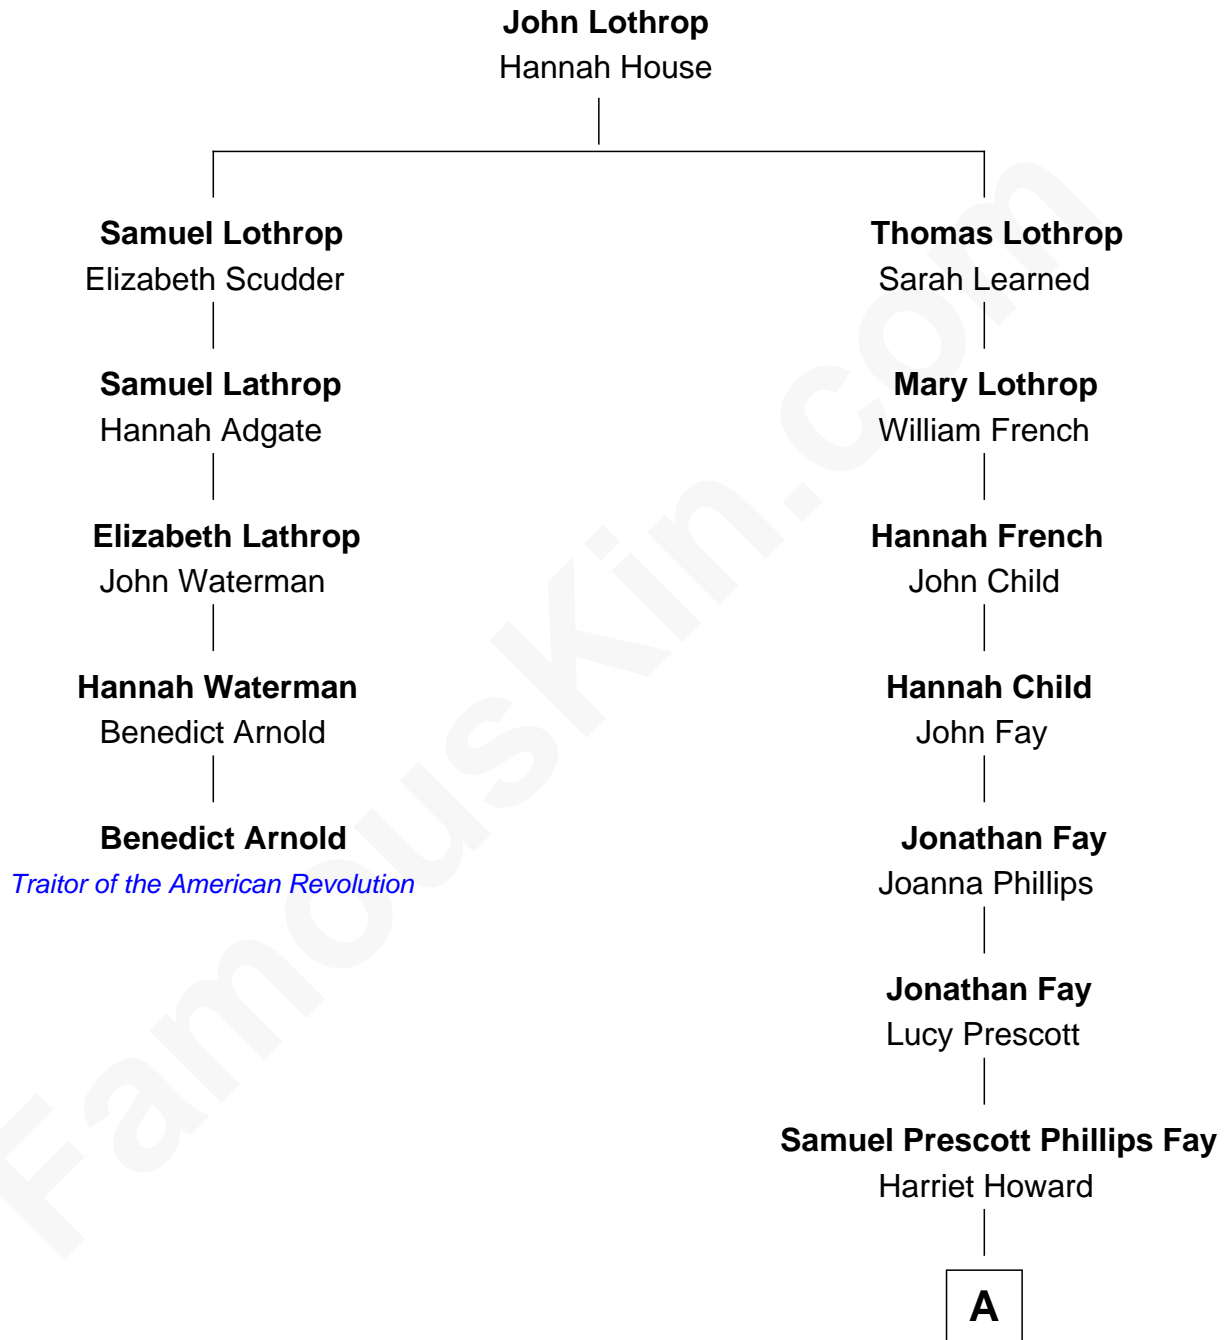 John Lothrop
Hannah House
Samuel Lothrop
Elizabeth Scudder
Samuel Lathrop
Hannah Adgate
Elizabeth Lathrop
John Waterman
Hannah Waterman
Benedict Arnold
Benedict Arnold
Traitor of the American Revolution
Thomas Lothrop
Sarah Learned
Mary Lothrop
William French
Hannah French
John Child
Hannah Child
John Fay
Jonathan Fay
Joanna Phillips
Jonathan Fay
Lucy Prescott
Samuel Prescott Phillips Fay
Harriet Howard
A
FamousKin.com